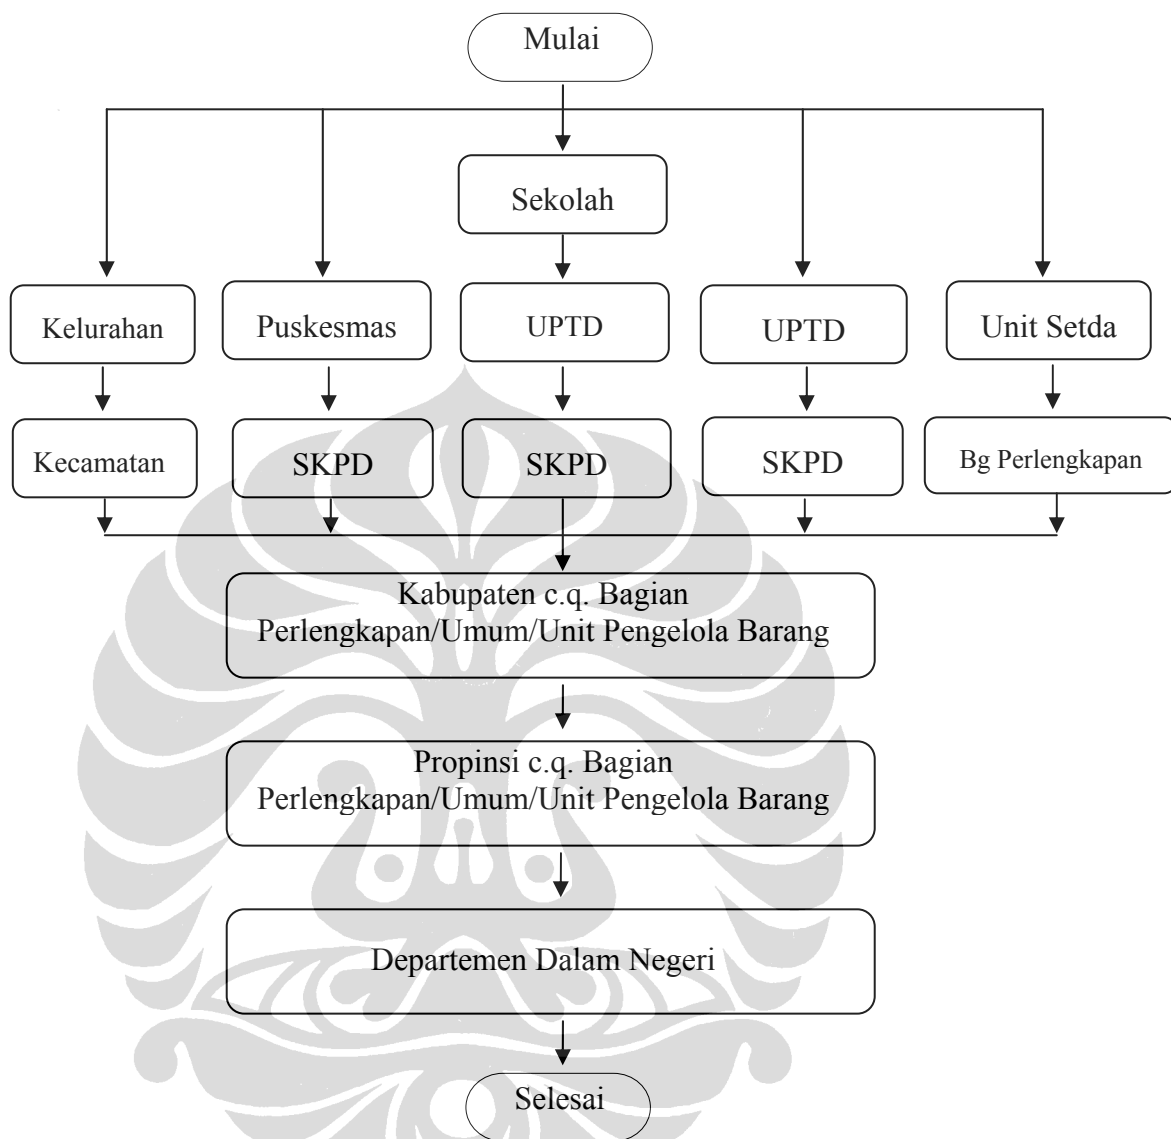 Mulai
Sekolah
Kelurahan
Puskesmas
UPTD
UPTD
Unit Setda
Kecamatan
SKPD
SKPD
SKPD
Bg Perlengkapan
Kabupaten c.q. Bagian
Perlengkapan/Umum/Unit Pengelola Barang
Propinsi c.q. Bagian
Perlengkapan/Umum/Unit Pengelola Barang
Departemen Dalam Negeri
Selesai